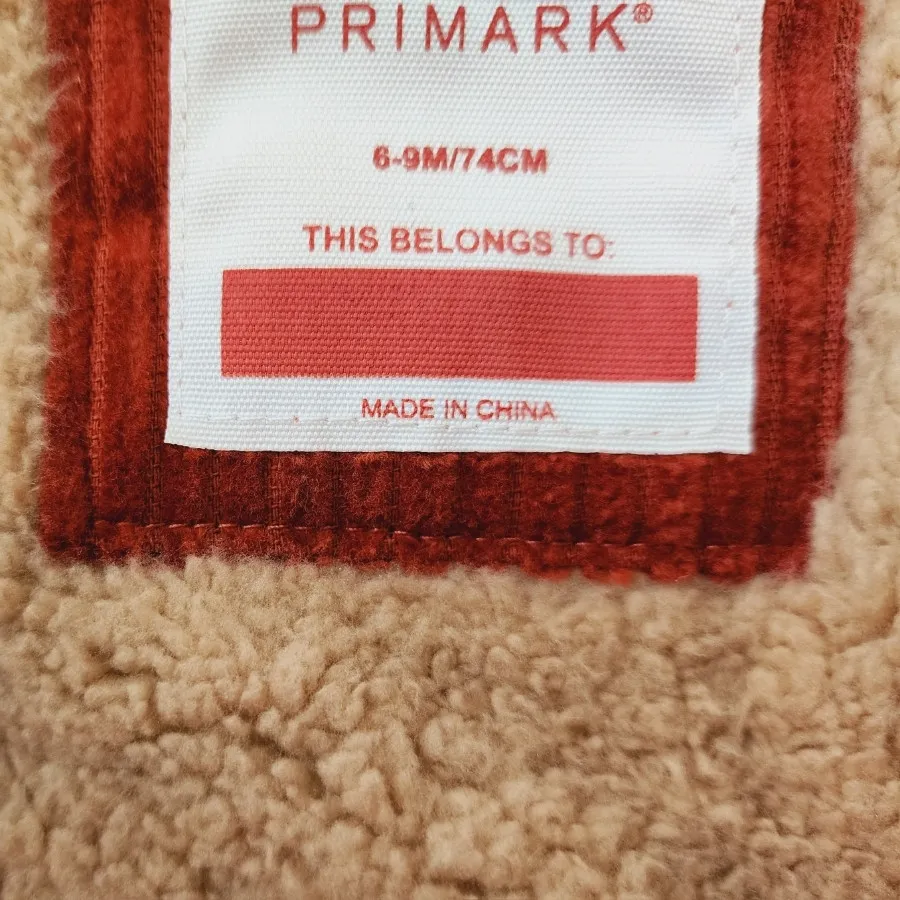 PRIMARK®
6-9M/74CM
THIS BELONGS TO:
MADE IN CHINA